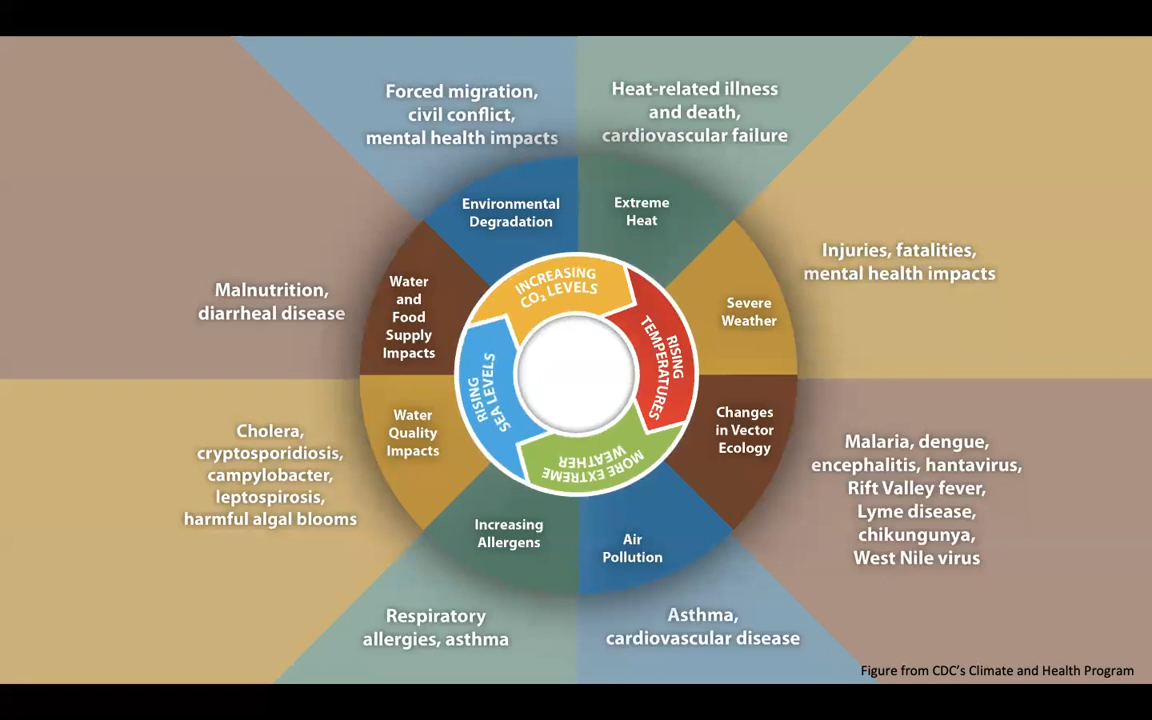 Forced migration,
civil conflict,
mental health impacts
Heat-related illness
and death,
cardiovascular failure
Environmental
Degradation
Extreme
Heat
Injuries, fatalities,
mental health impacts
Malnutrition,
diarrheal disease
Water
and
Food
Supply
Impacts
INCREASING
CO₂ LEVELS
Severe
Weather
RISING
TEMPERATURES
RISING
SEA LEVELS
MORE EXTREME
WEATHER
Water
Quality
Impacts
Changes
in Vector
Ecology
Cholera,
cryptosporidiosis,
campylobacter,
leptospirosis,
harmful algal blooms
Malaria, dengue,
encephalitis, hantavirus,
Rift Valley fever,
Lyme disease,
chikungunya,
West Nile virus
Increasing
Allergens
Air
Pollution
Respiratory
allergies, asthma
Asthma,
cardiovascular disease
Figure from CDC's Climate and Health Program